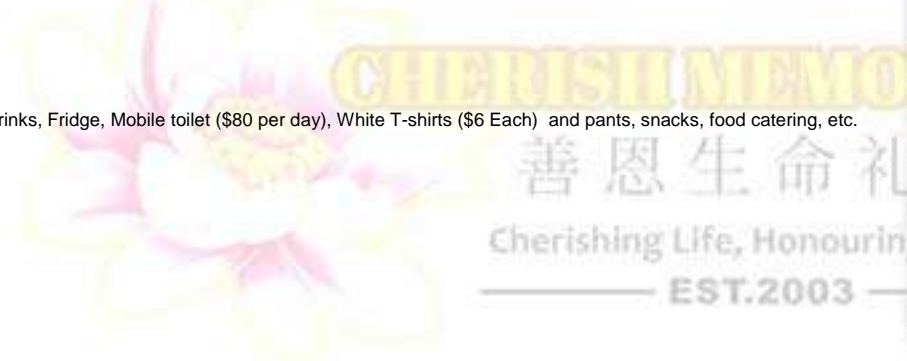 CHERISH MEMO
rinks, Fridge, Mobile toilet ($80 per day), White T-shirts ($6 Each)  and pants, snacks, food catering, etc.
善恩生命礼
Cherishing Life, Honourin
EST.2003